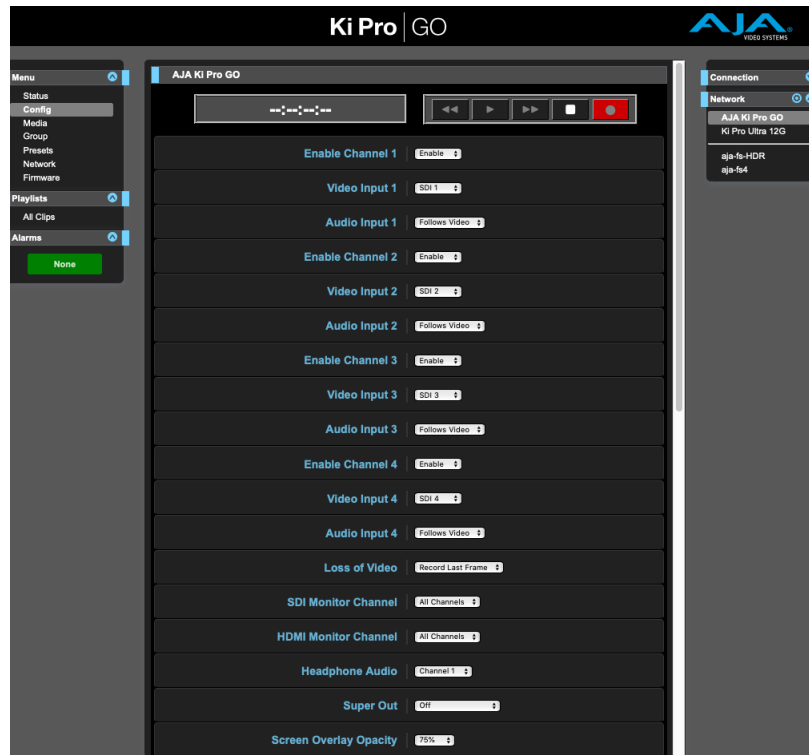 Ki Pro GO
AJA
VIDEO SYSTEMS
Menu
Status
Config
Media
Group
Presets
Network
Firmware
Playlists
All Clips
Alarms
None
AJA Ki Pro GO
--:--:--:--
Enable Channel 1 Enable
Video Input 1 SDI 1
Audio Input 1 Follows Video
Enable Channel 2 Enable
Video Input 2 SDI 2
Audio Input 2 Follows Video
Enable Channel 3 Enable
Video Input 3 SDI 3
Audio Input 3 Follows Video
Enable Channel 4 Enable
Video Input 4 SDI 4
Audio Input 4 Follows Video
Loss of Video Record Last Frame
SDI Monitor Channel All Channels
HDMI Monitor Channel All Channels
Headphone Audio Channel 1
Super Out Off
Screen Overlay Opacity 75%
Connection
Network
AJA Ki Pro GO
Ki Pro Ultra 12G
aja-fs-HDR
aja-fs4